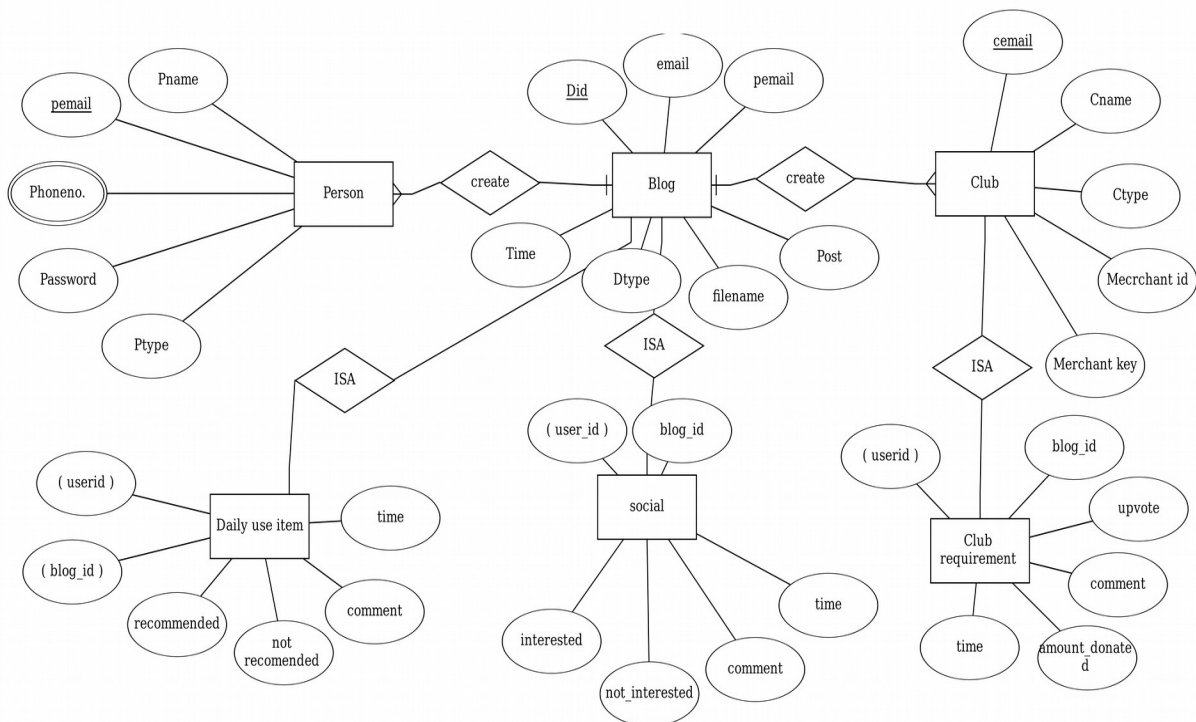 cemail
Did
email
pemail
Pname
pemail
Cname
Phoneno.
Person
create
Blog
create
Club
Ctype
Time
Dtype
filename
Post
Mecrchant id
Password
Ptype
ISA
ISA
ISA
Merchant key
( user_id )
blog_id
( userid )
blog_id
( userid )
Daily use item
time
social
upvote
Club
requirement
comment
( blog_id )
recommended
not
recomended
comment
interested
not_interested
comment
time
time
amount_donate
d